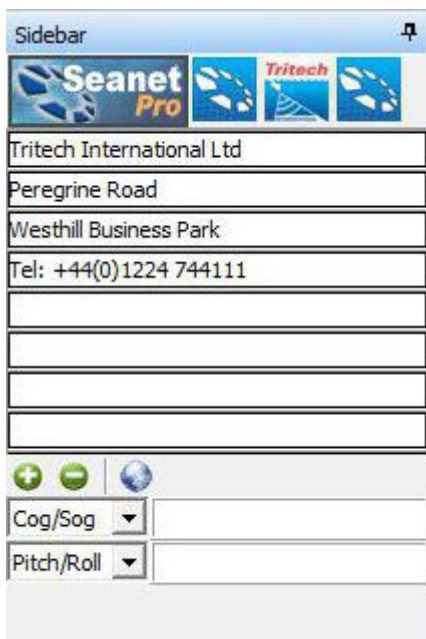 Sidebar
Seanet
Pro
Tritech
Tritech International Ltd
Peregrine Road
Westhill Business Park
Tel: +44(0)1224 744111
Cog/Sog
Pitch/Roll